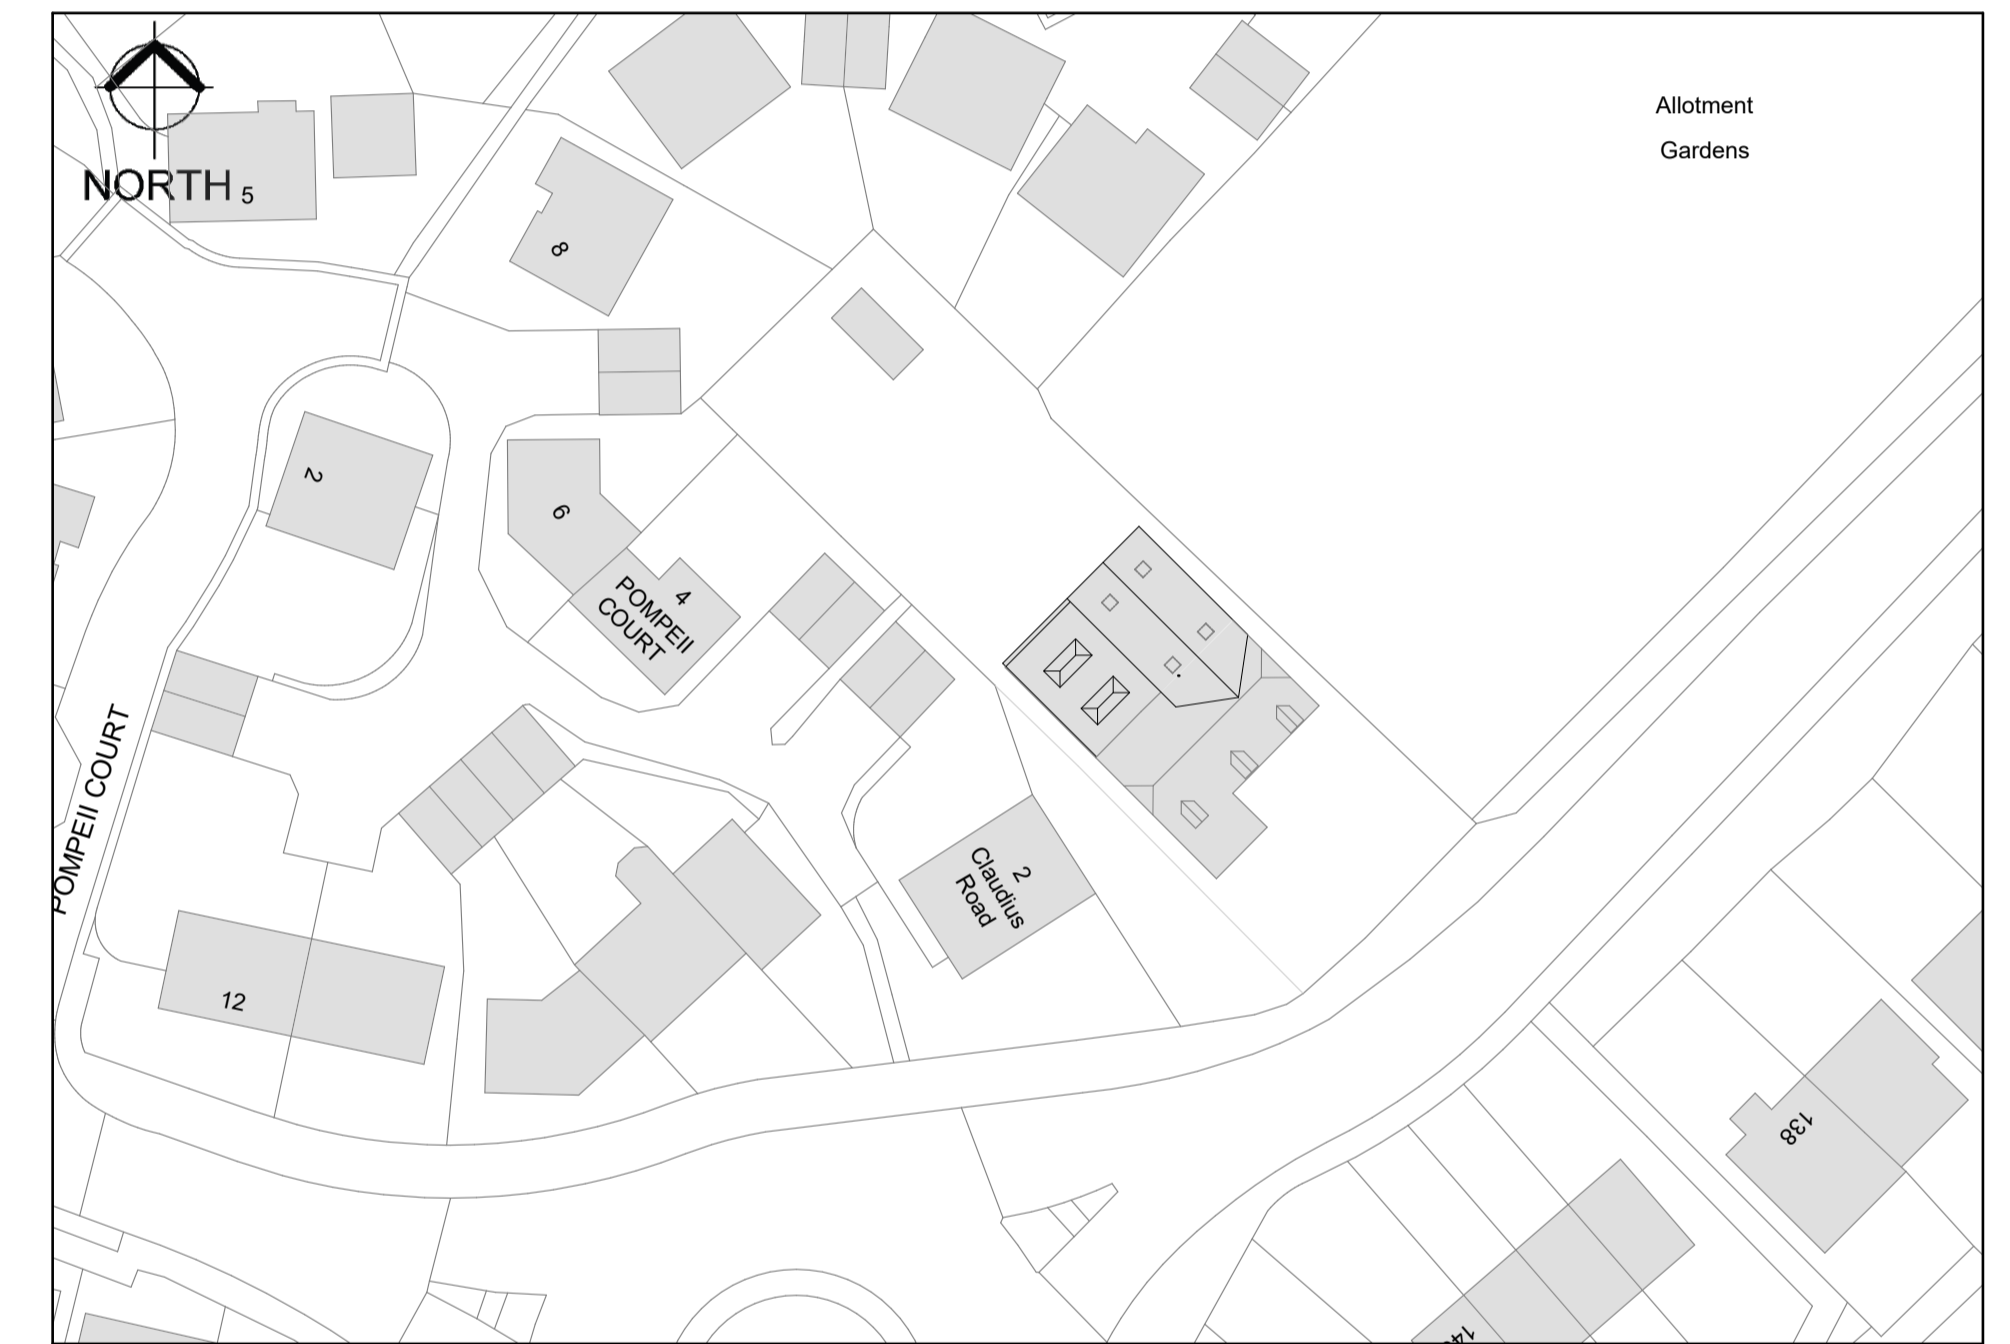 Allotment
Gardens
NORTH
5
8
2
6
4
POMPEII
COURT
POMPEII COURT
2
Claudius
Road
12
138